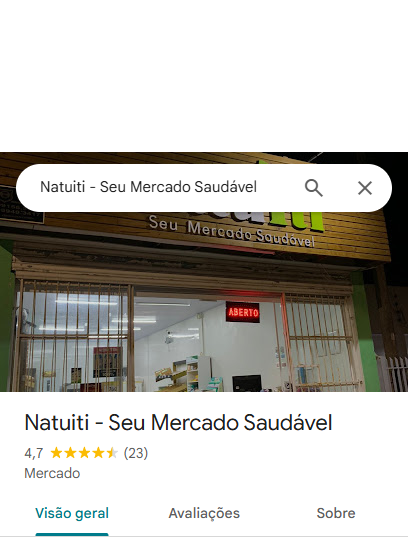 Natuiti - Seu Mercado Saudável
Seu Mercado Saudável
ABERTO
Natuiti - Seu Mercado Saudável
4,7 (23)
Mercado
Visão geral Avaliações Sobre